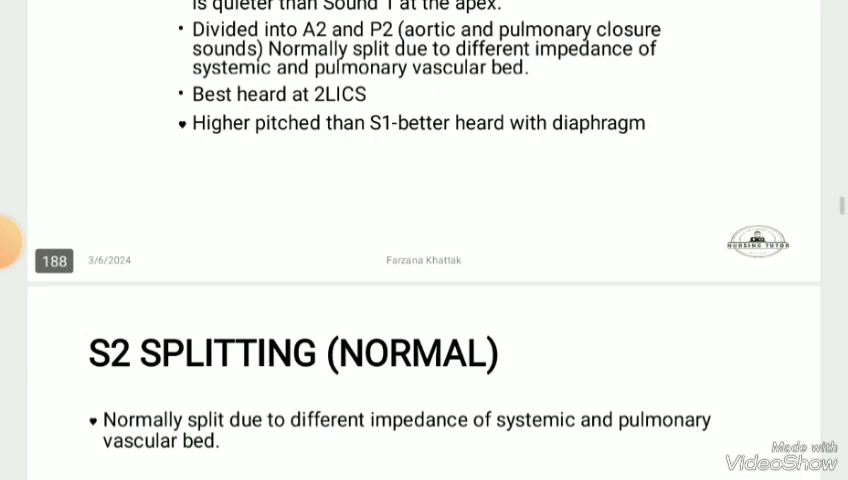 is quieter than Sound 1 at the apex.
• Divided into A2 and P2 (aortic and pulmonary closure
sounds) Normally split due to different impedance of
systemic and pulmonary vascular bed.
• Best heard at 2LICS
♥ Higher pitched than S1-better heard with diaphragm
NURSING TUTOR
188 3/6/2024 Farzana Khattak
S2 SPLITTING (NORMAL)
♥ Normally split due to different impedance of systemic and pulmonary
vascular bed.
Made with
VideoShow